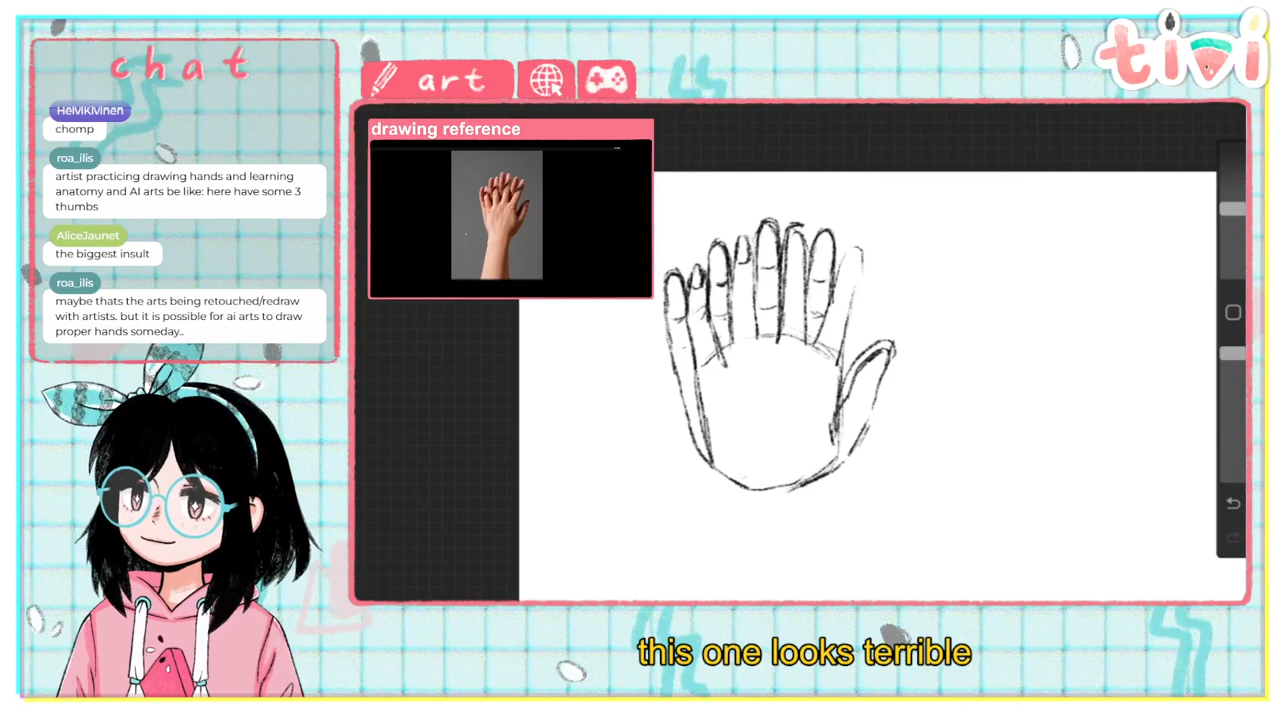 chat
HelviKivinen
chomp
roa_ilis
artist practicing drawing hands and learning
anatomy and AI arts be like: here have some 3
thumbs
AliceJaunet
the biggest insult
roa_ilis
maybe thats the arts being retouched/redraw
with artists. but it is possible for ai arts to draw
proper hands someday..
art
tivi
drawing reference
this one looks terrible